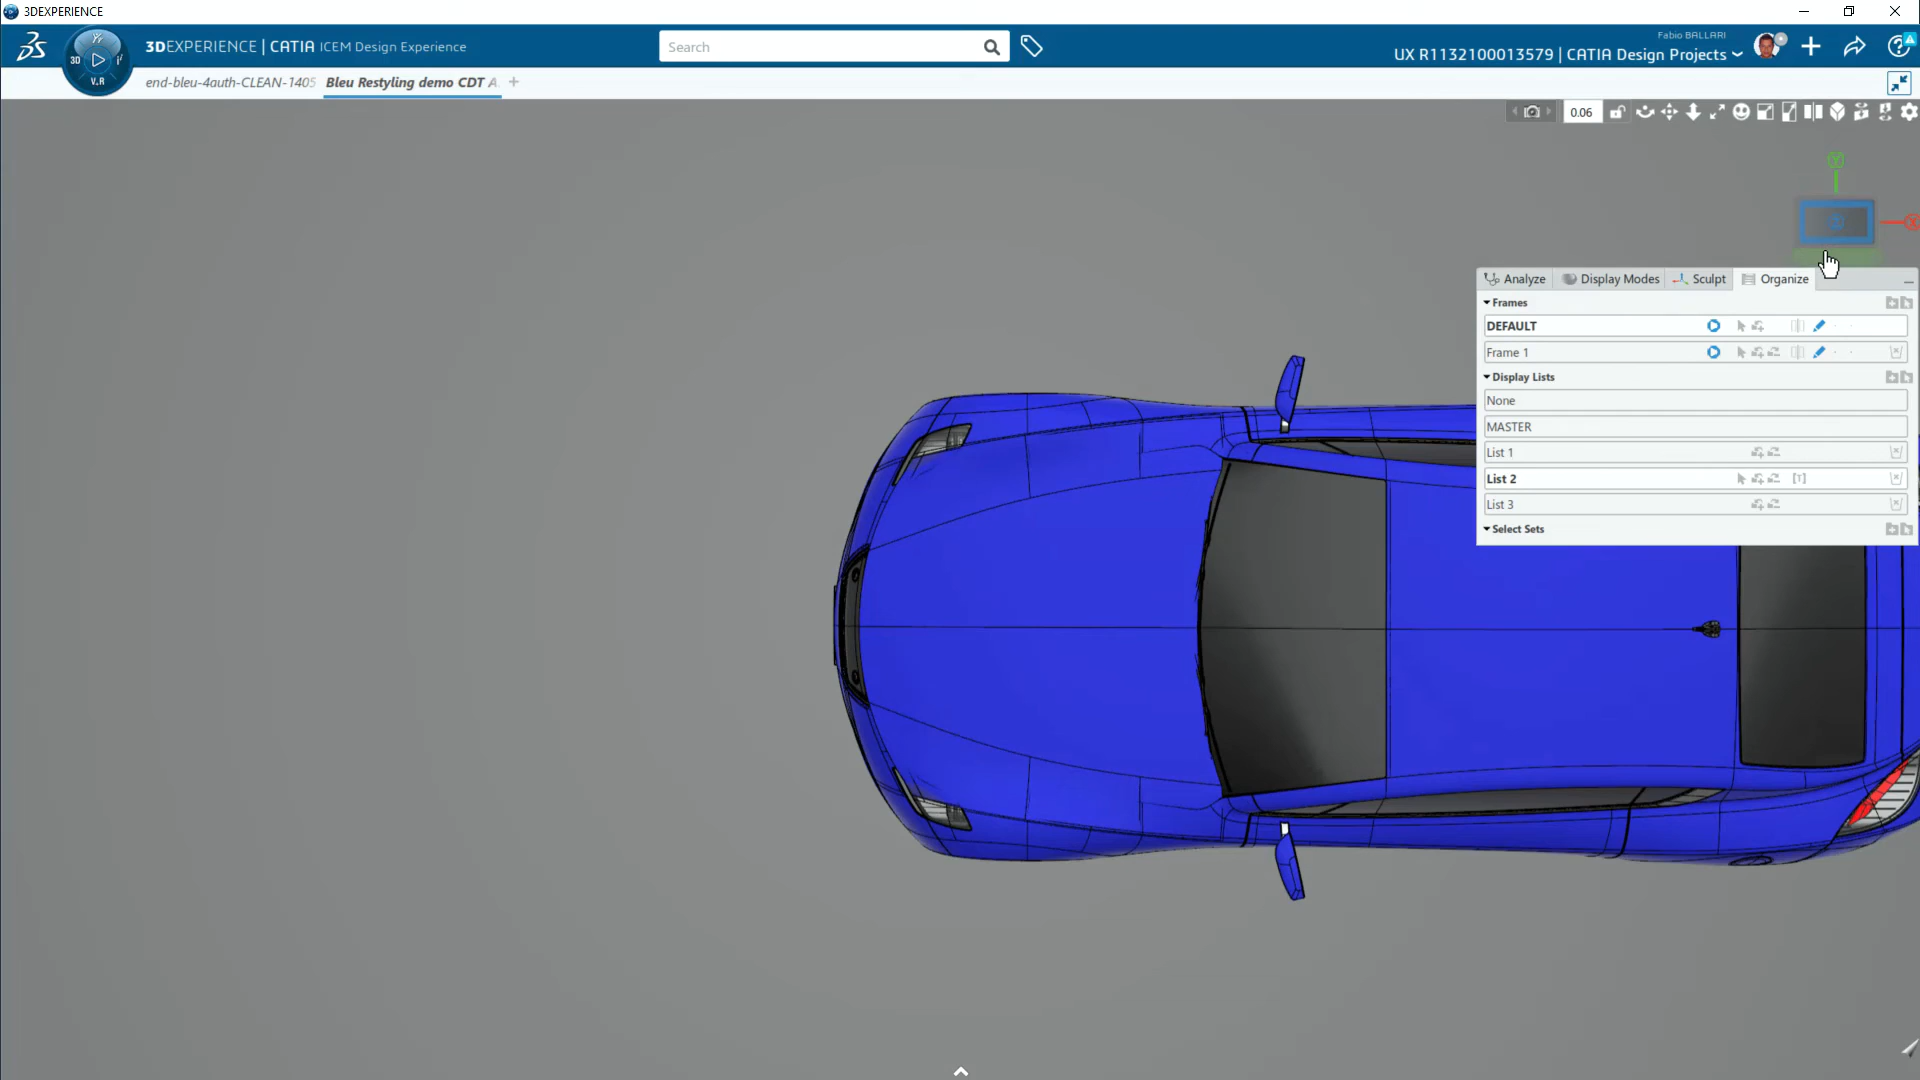 3DEXPERIENCE
3DEXPERIENCE | CATIA ICEM Design Experience
Search
Fabio BALLARI
UX R1132100013579 | CATIA Design Projects
3D
V.R
end-bleu-4auth-CLEAN-1405
Bleu Restyling demo CDT A
0.06
Y
X
Analyze
Display Modes
Sculpt
Organize
Frames
DEFAULT
Frame 1
Display Lists
None
MASTER
List 1
List 2
List 3
Select Sets